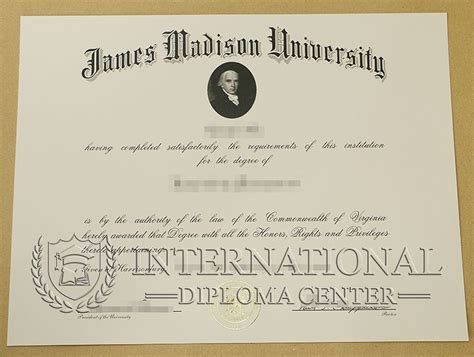 James Madison University
having completed satisfactorily the requirements of this institution
for the degree of
is by the authority of the law of the Commonwealth of Virginia
hereby awarded that Degree with all the Honors, Rights and Privileges
thereto appertaining.
INTERNATIONAL
DIPLOMA CENTER
President of the University
Rector